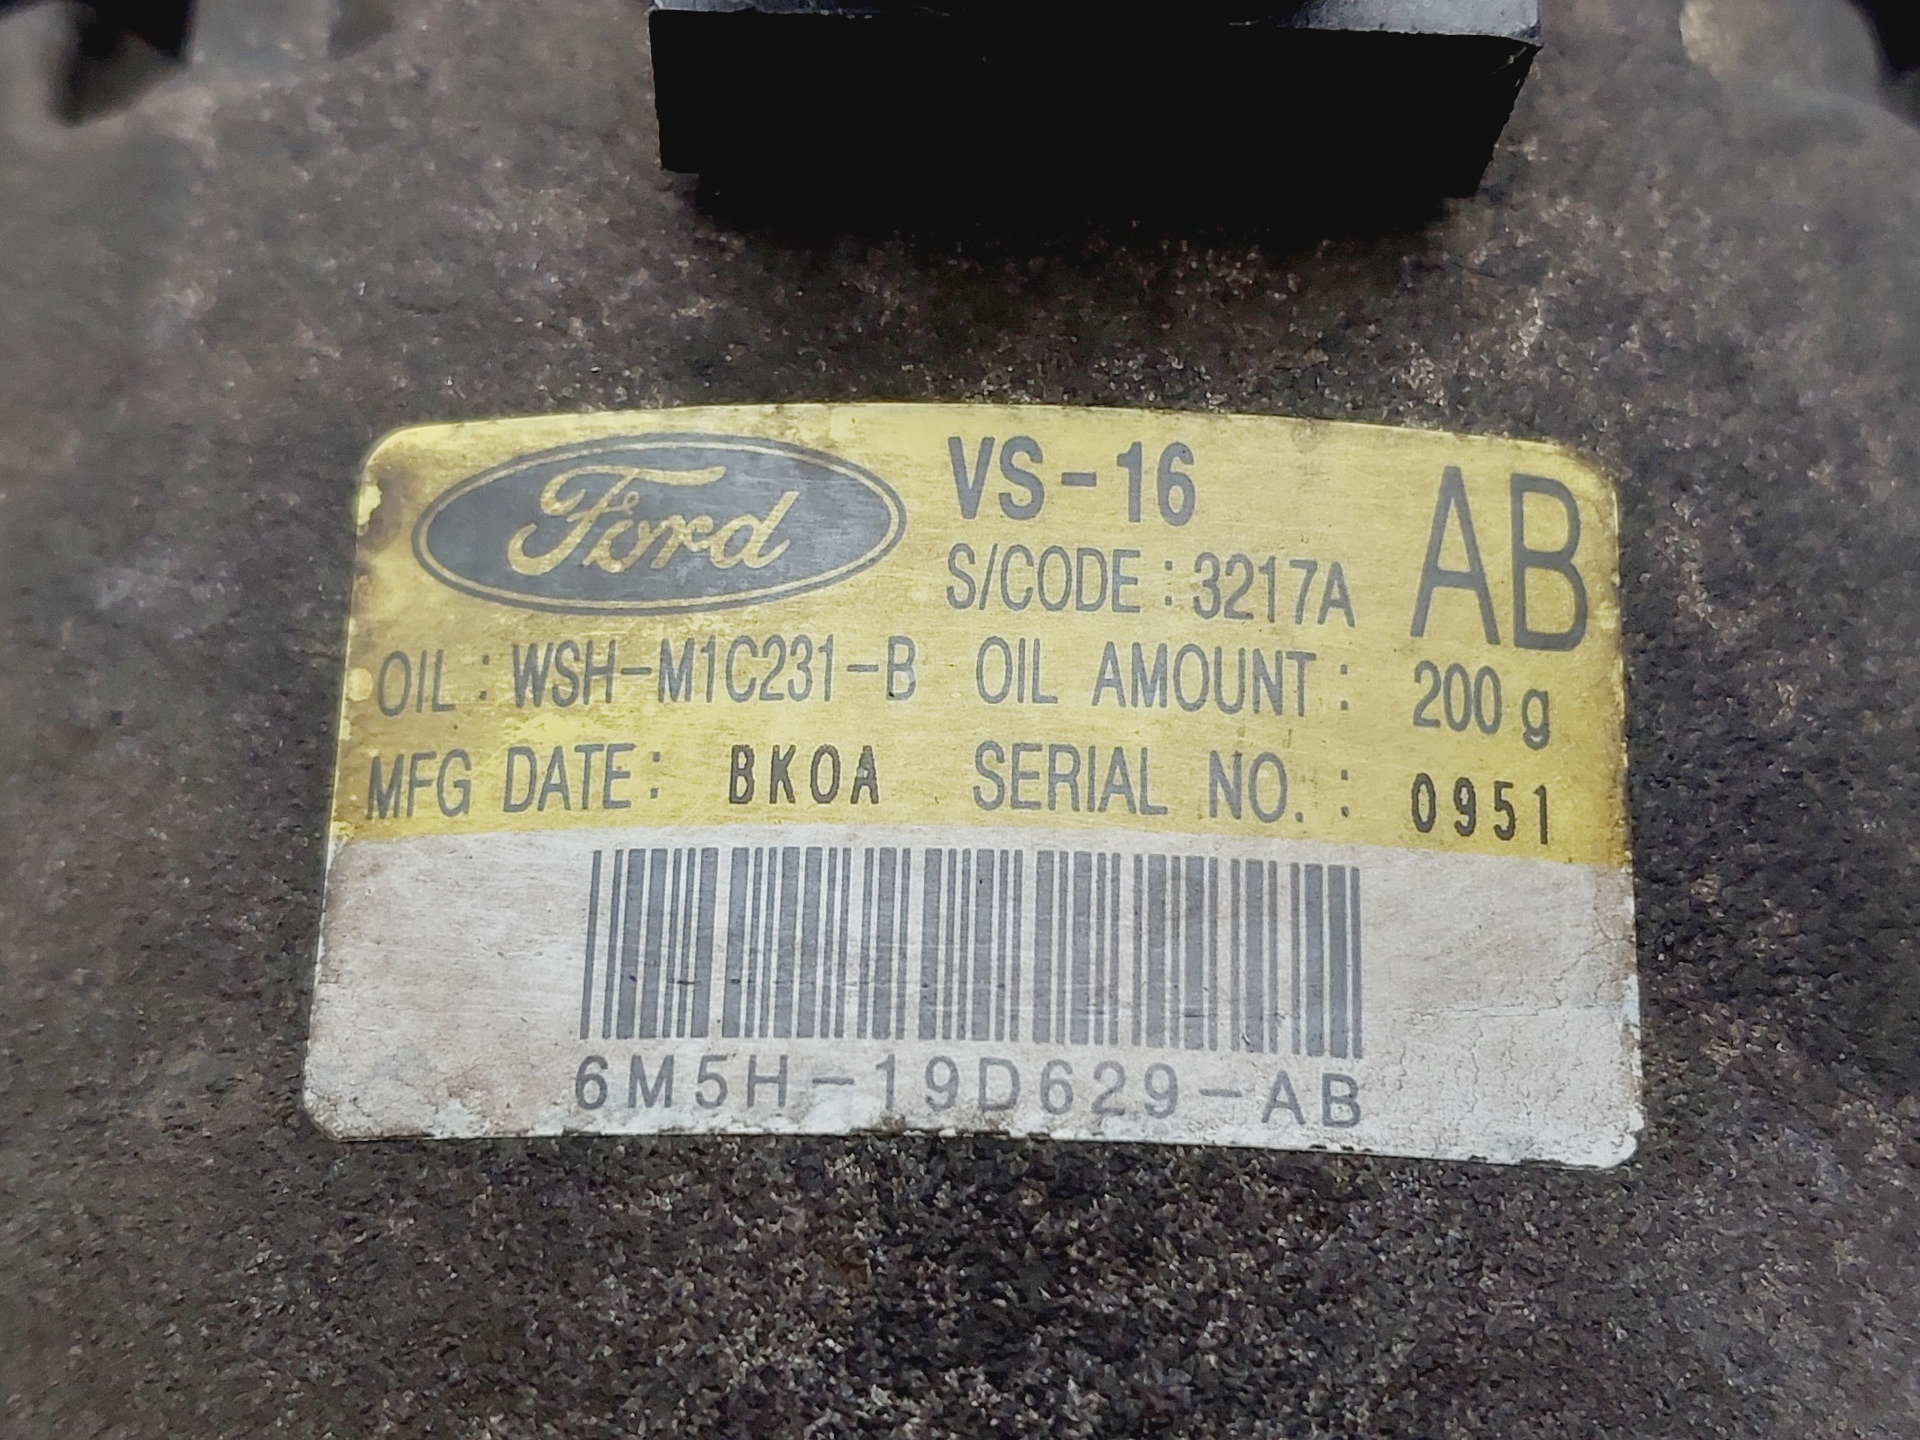 Ford VS-16 AB
S/CODE : 3217A
OIL : WSH-M1C231-B OIL AMOUNT : 200 g
MFG DATE : BKOA SERIAL NO. : 0951
6M5H-19D629-AB